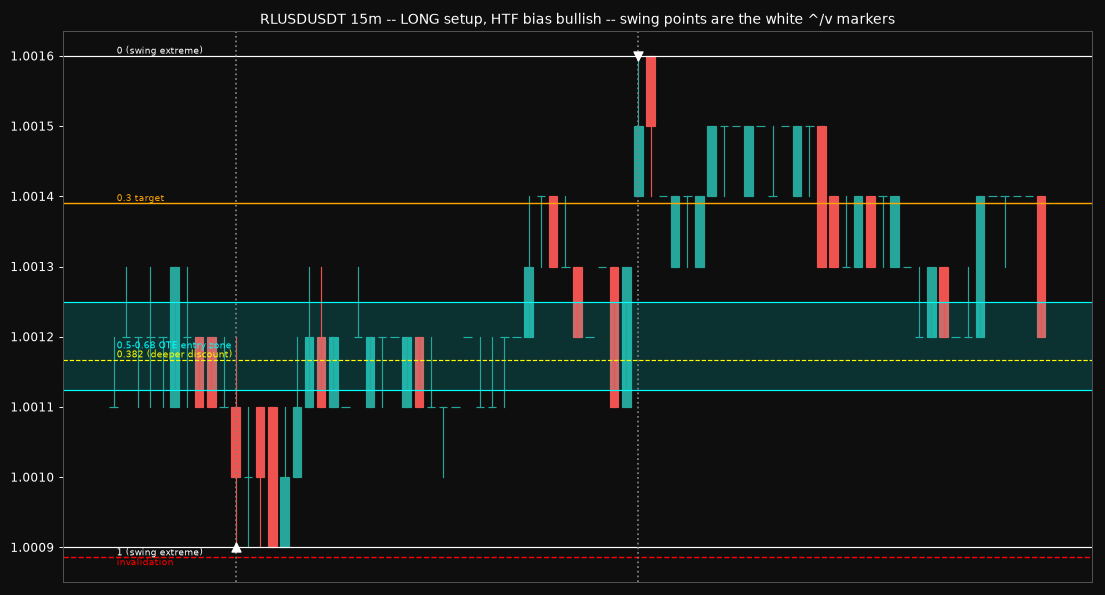 RLUSDUSDT 15m -- LONG setup, HTF bias bullish -- swing points are the white ^/v markers
0 (swing extreme)
1.0016
1.0015
0.3 target
1.0014
1.0013
1.0012
0.5-0.68 OTE entry zone
0.382 (deeper discount)
1.0011
1.0010
1.0009
1 (swing extreme)
invalidation